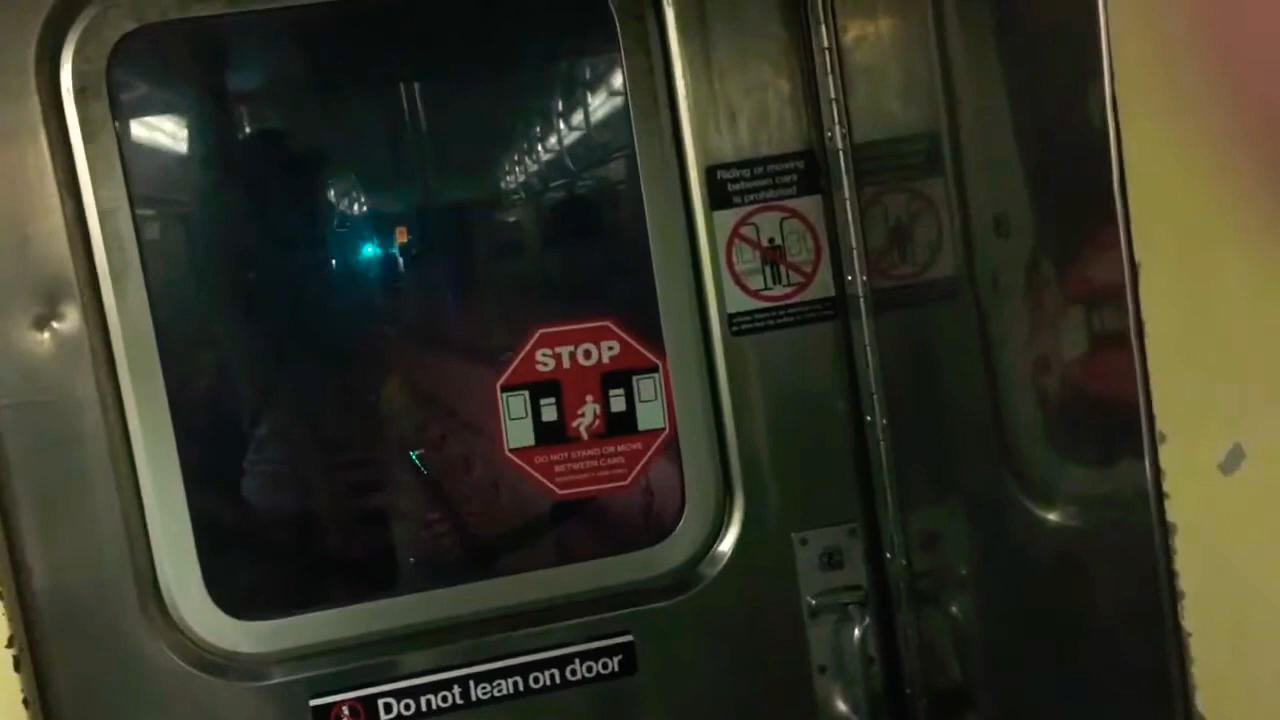 Riding or moving
between cars
is prohibited
STOP
DO NOT STAND OR MOVE
BETWEEN CARS
Do not lean on door